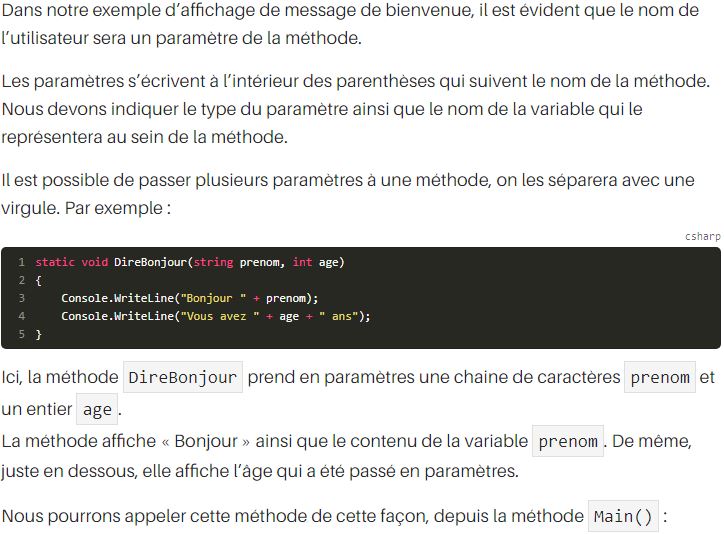 Dans notre exemple d’affichage de message de bienvenue, il est évident que le nom de
l’utilisateur sera un paramètre de la méthode.
Les paramètres s’écrivent à l’intérieur des parenthèses qui suivent le nom de la méthode.
Nous devons indiquer le type du paramètre ainsi que le nom de la variable qui le
représentera au sein de la méthode.
Il est possible de passer plusieurs paramètres à une méthode, on les séparera avec une
virgule. Par exemple :
csharp
1 static void DireBonjour(string prenom, int age)
2 {
3     Console.WriteLine("Bonjour " + prenom);
4     Console.WriteLine("Vous avez " + age + " ans");
5 }
Ici, la méthode DireBonjour prend en paramètres une chaine de caractères prenom et
un entier age .
La méthode affiche « Bonjour » ainsi que le contenu de la variable prenom . De même,
juste en dessous, elle affiche l’âge qui a été passé en paramètres.
Nous pourrons appeler cette méthode de cette façon, depuis la méthode Main() :